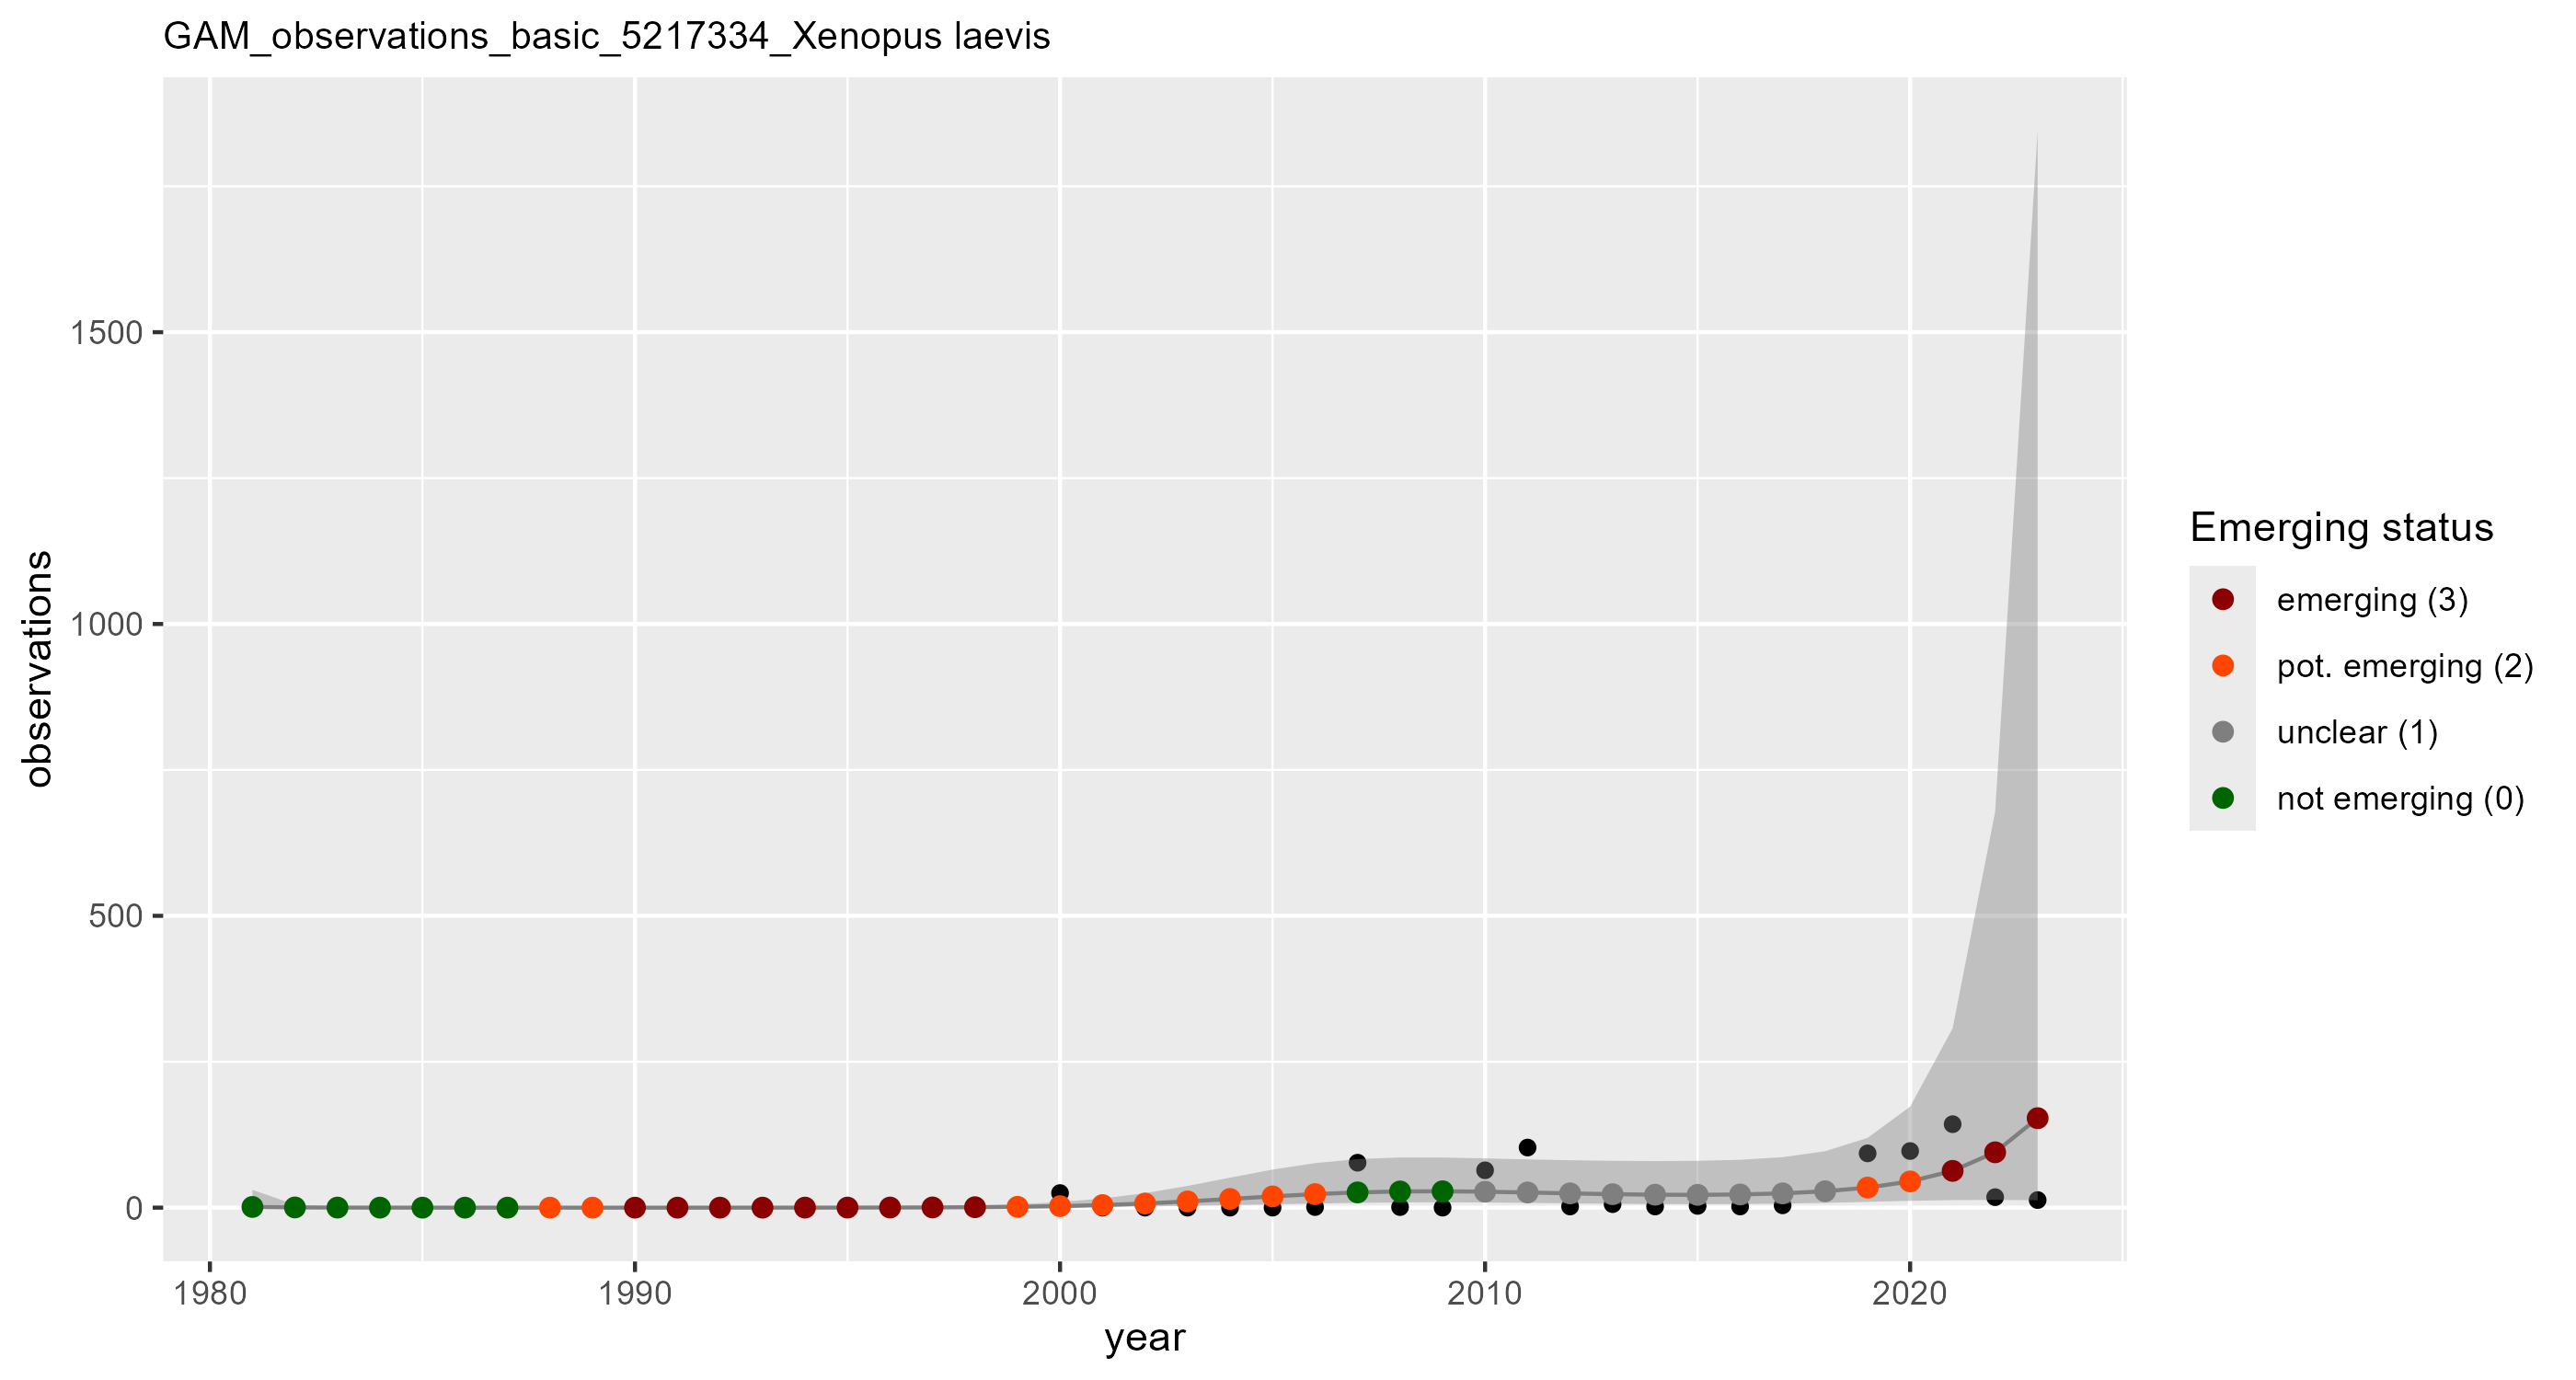 GAM_observations_basic_5217334_Xenopus laevis
observations
1500
1000
500
0
1980 1990 2000 2010 2020
year
Emerging status
emerging (3)
pot. emerging (2)
unclear (1)
not emerging (0)